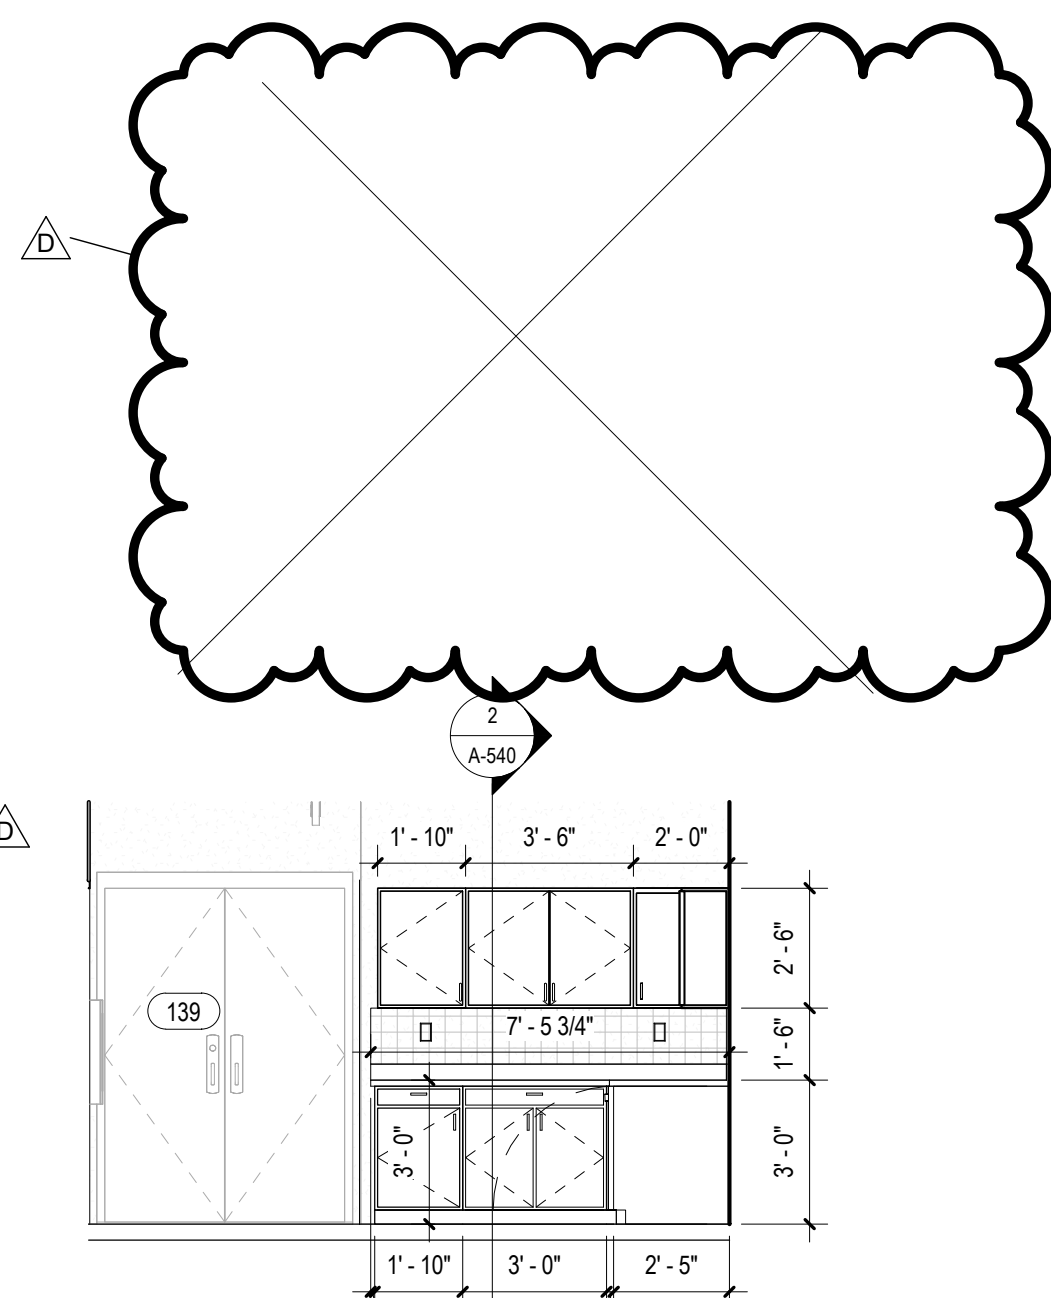 D
2
A-540
D
1' - 10"
3' - 6"
2' - 0"
2' - 6"
139
7' - 5 3/4"
1' - 6"
3' - 0"
3' - 0"
1' - 10"
3' - 0"
2' - 5"